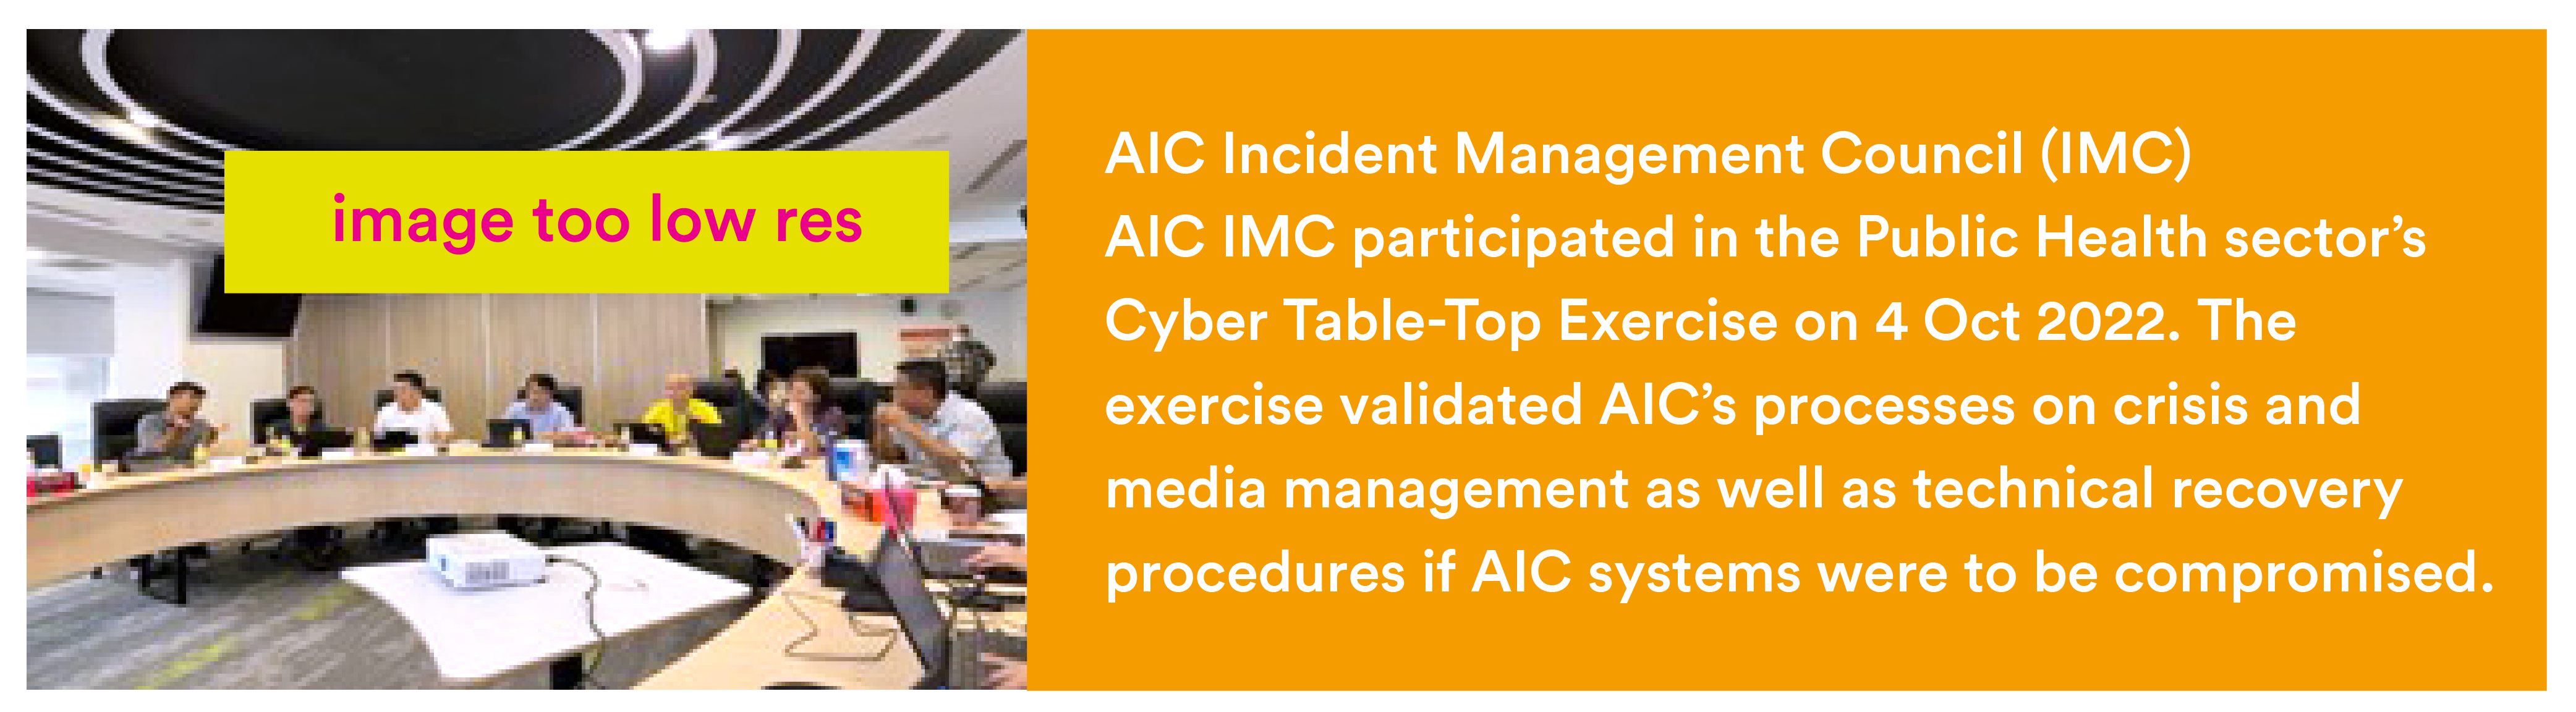 image too low res
AIC Incident Management Council (IMC)
AIC IMC participated in the Public Health sector’s
Cyber Table-Top Exercise on 4 Oct 2022. The
exercise validated AIC’s processes on crisis and
media management as well as technical recovery
procedures if AIC systems were to be compromised.